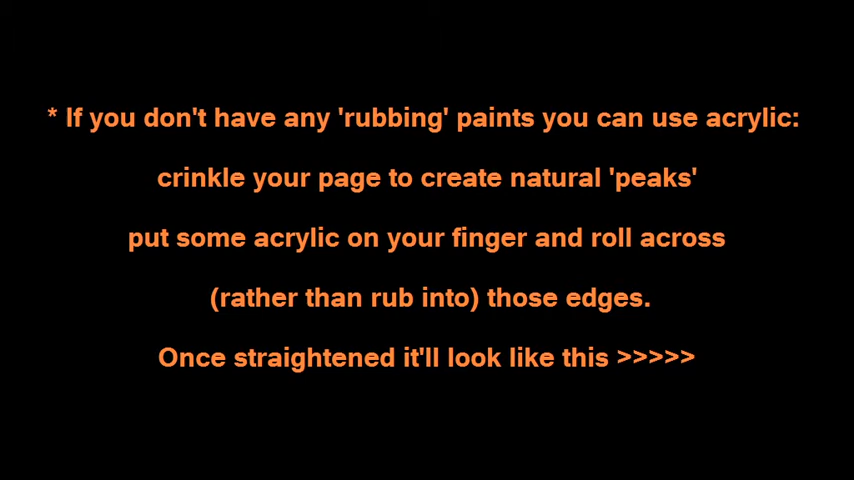 * If you don't have any 'rubbing' paints you can use acrylic:
crinkle your page to create natural 'peaks'
put some acrylic on your finger and roll across
(rather than rub into) those edges.
Once straightened it'll look like this >>>>>